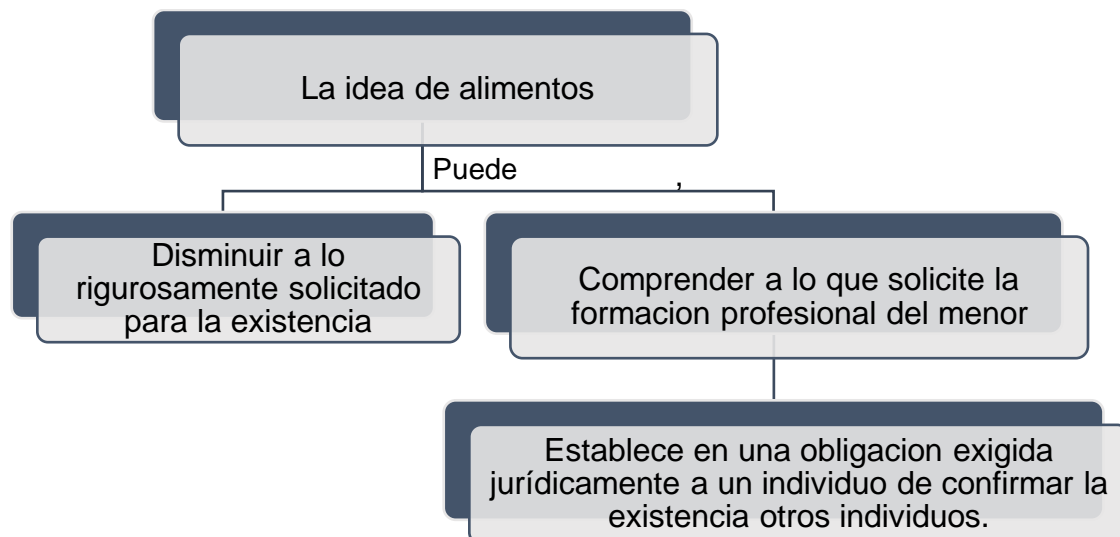 La idea de alimentos
Puede
,
Disminuir a lo
rigurosamente solicitado
para la existencia
Comprender a lo que solicite la
formacion profesional del menor
Establece en una obligacion exigida
jurídicamente a un individuo de confirmar la
existencia otros individuos.